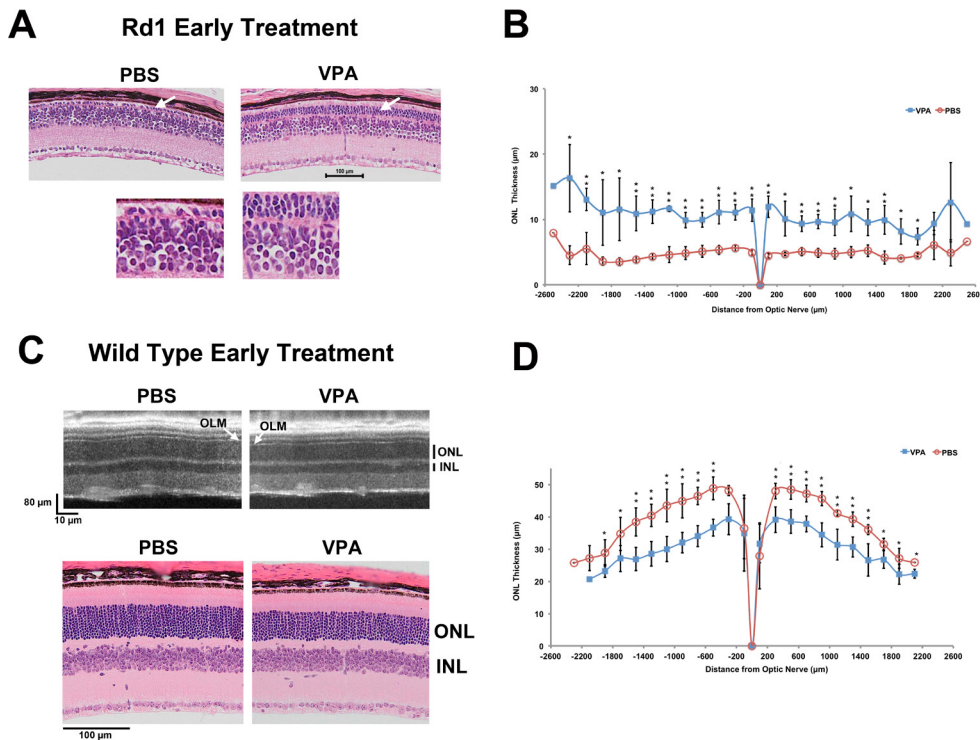 A
Rd1 Early Treatment
PBS
VPA
100 µm
B
30
20
10
0
ONL Thickness (µm)
VPA
PBS
-2600 -2200 -1800 -1400 -1000 -600 -200 200 600 1000 1400 1800 2200 260
Distance from Optic Nerve (µm)
C
Wild Type Early Treatment
PBS
VPA
OLM
OLM
ONL
INL
80 µm
10 µm
PBS
VPA
ONL
INL
100 µm
D
VPA
PBS
50
40
30
20
10
0
ONL Thickness (µm)
-2600 -2200 -1800 -1400 -1000 -600 -200 200 600 1000 1400 1800 2200 2600
Distance from Optic Nerve (µm)